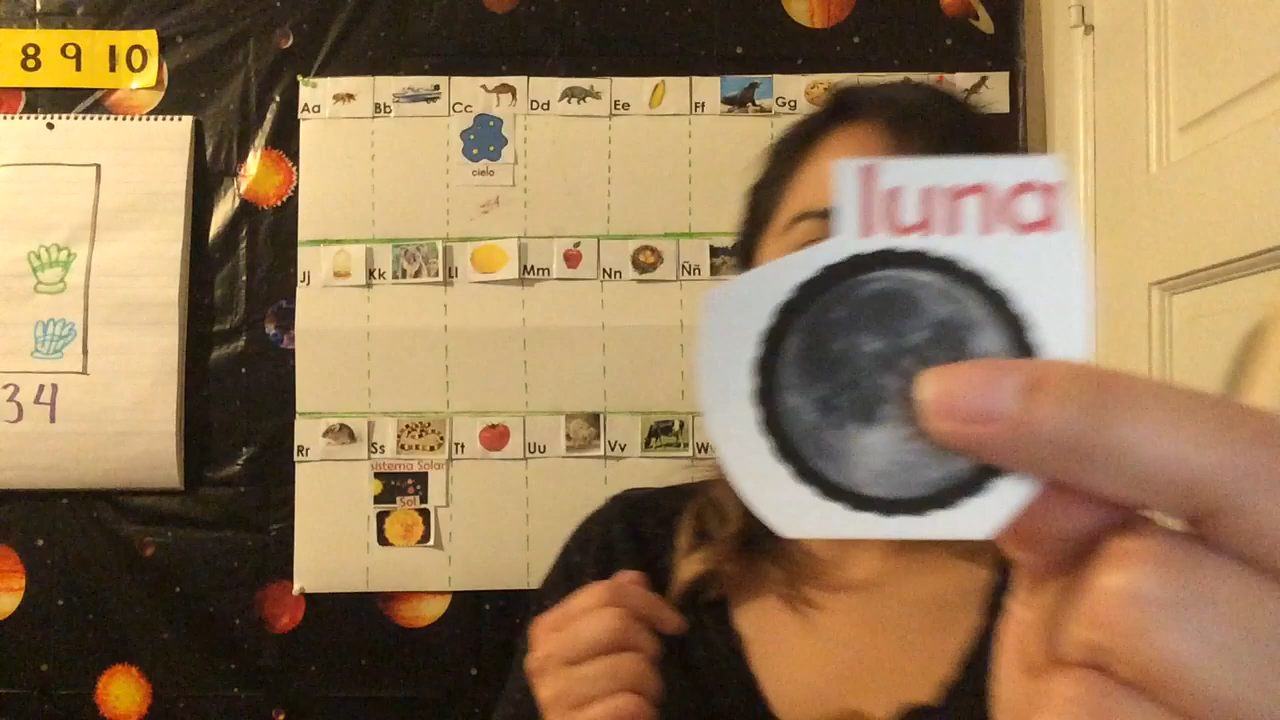 8 9 10
Aa Bb Cc Dd Ee Ff Gg
cielo
luna
Jj Kk Ll Mm Nn Ññ
34
Rr Ss Tt Uu Vv
sistema Solar
Sol